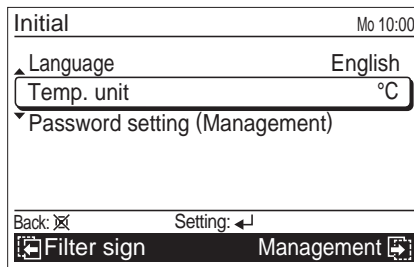 Initial Mo 10:00
Language English
Temp. unit °C
Password setting (Management)
Back: Setting:
Filter sign Management